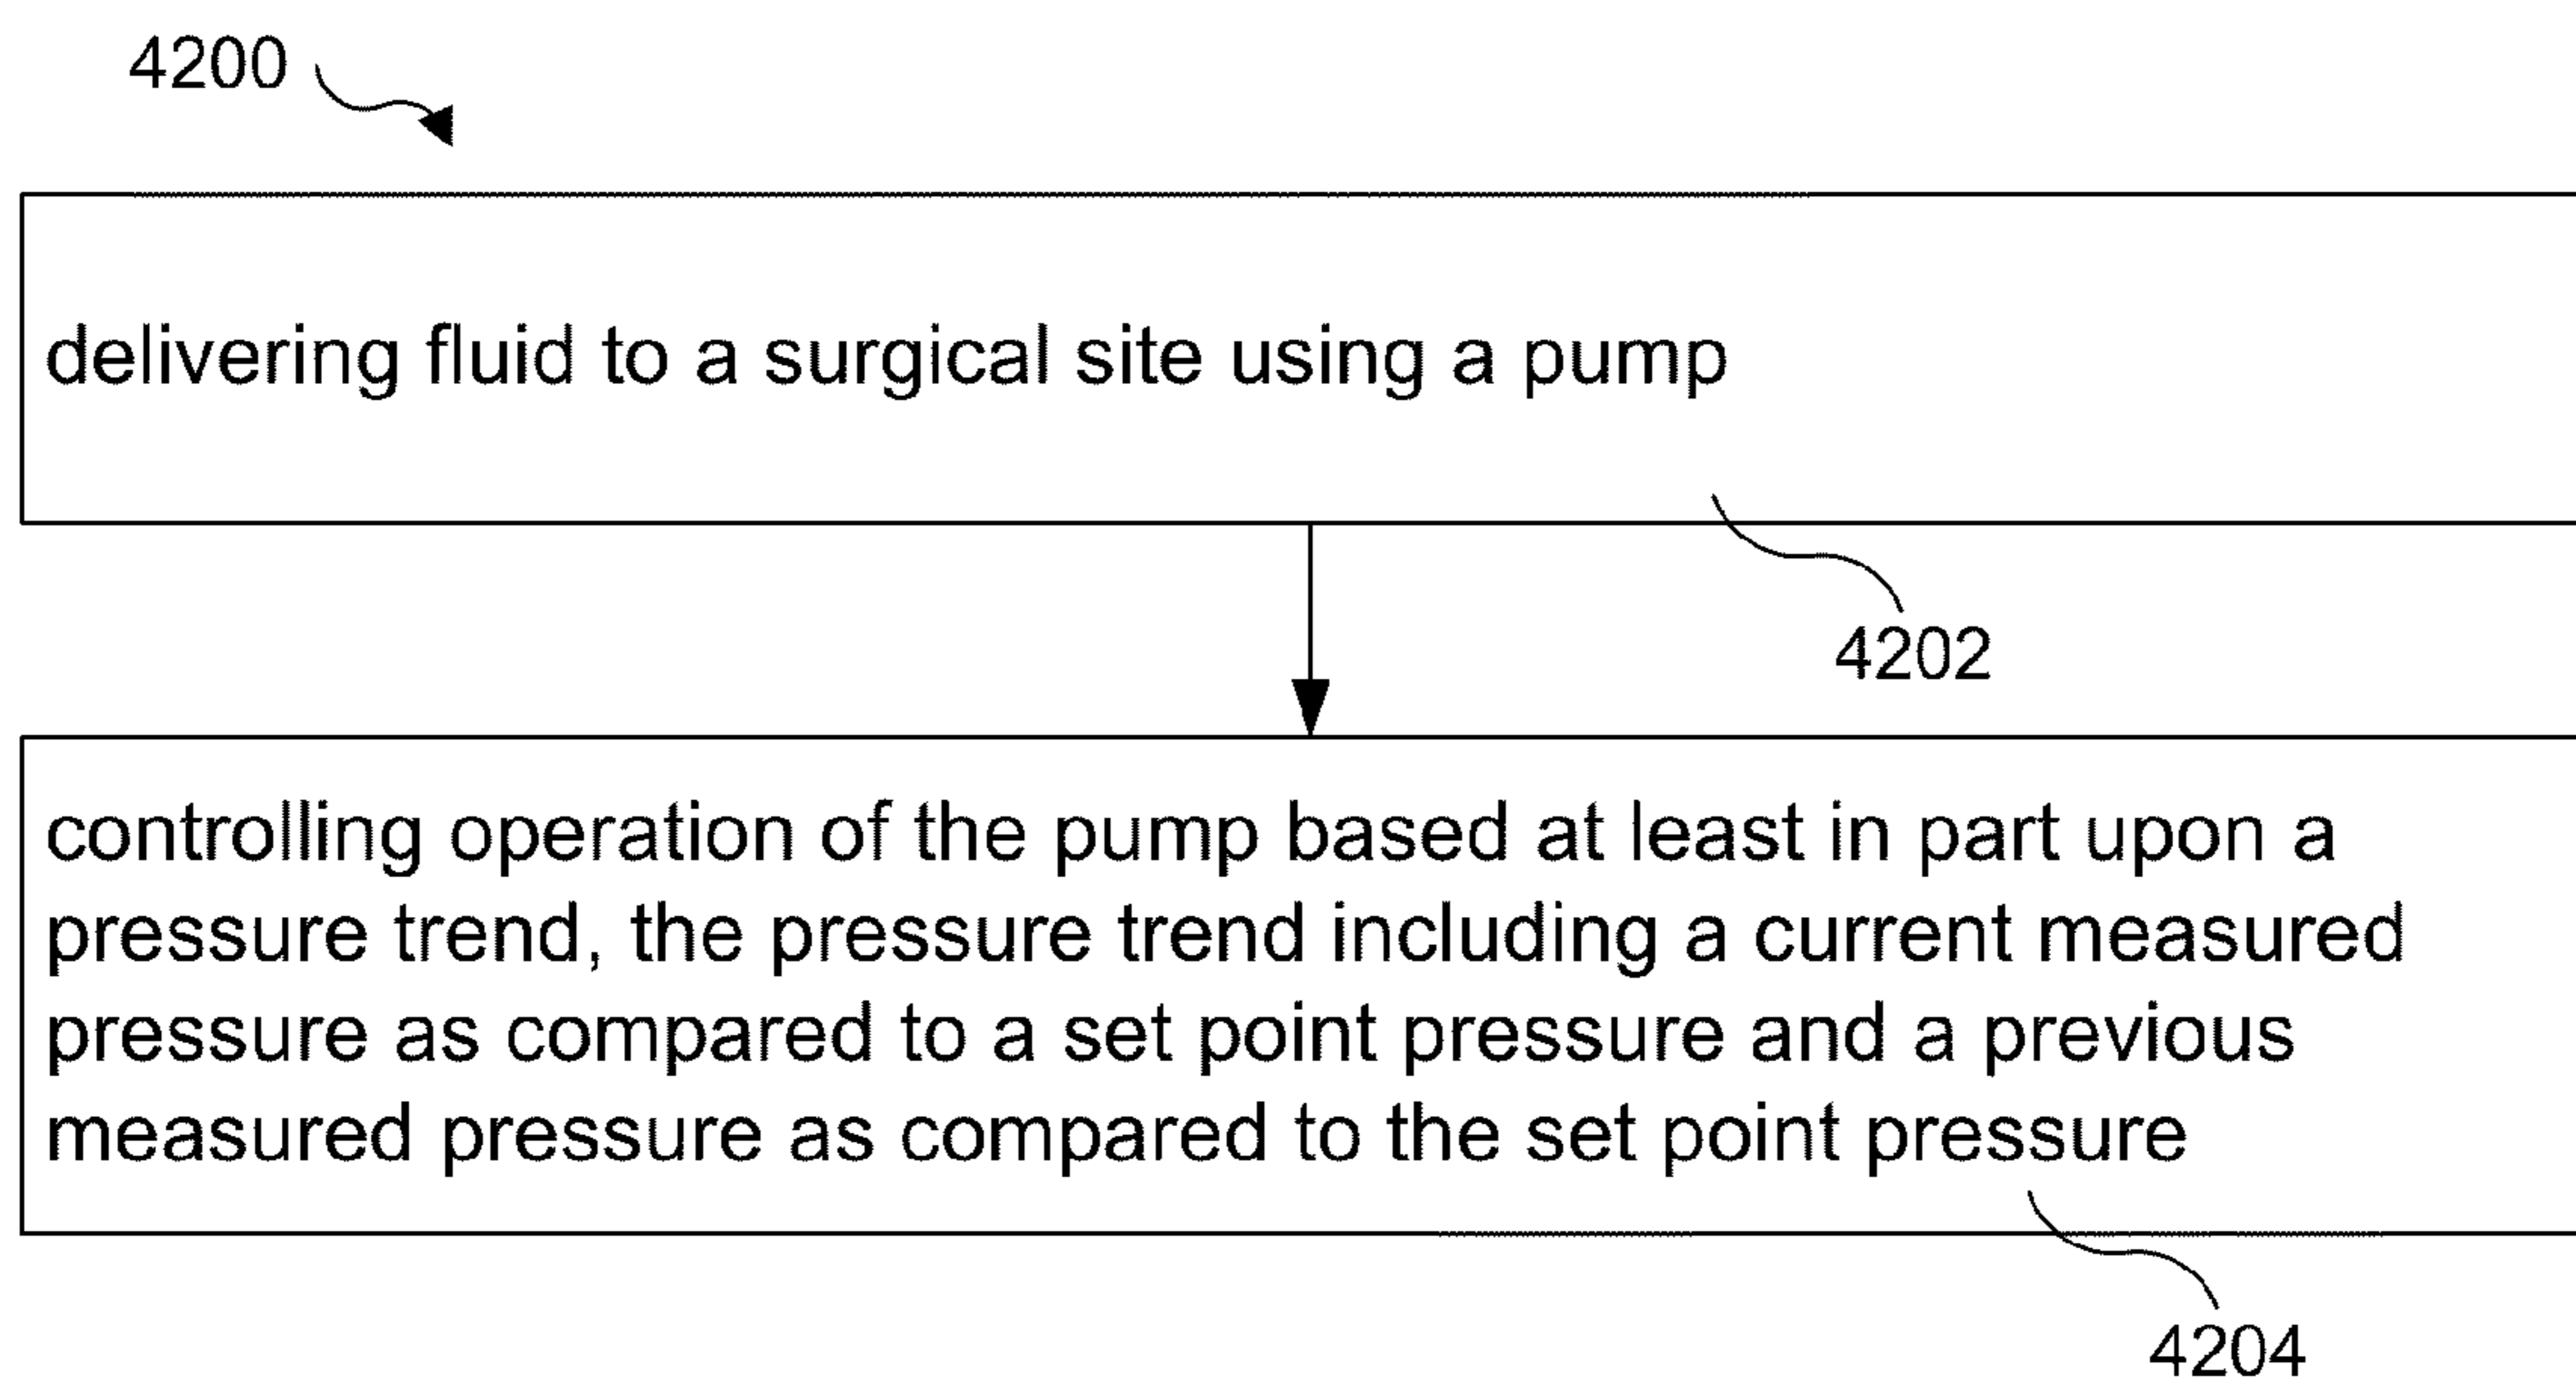 4200
delivering fluid to a surgical site using a pump
4202
controlling operation of the pump based at least in part upon a
pressure trend, the pressure trend including a current measured
pressure as compared to a set point pressure and a previous
measured pressure as compared to the set point pressure
4204